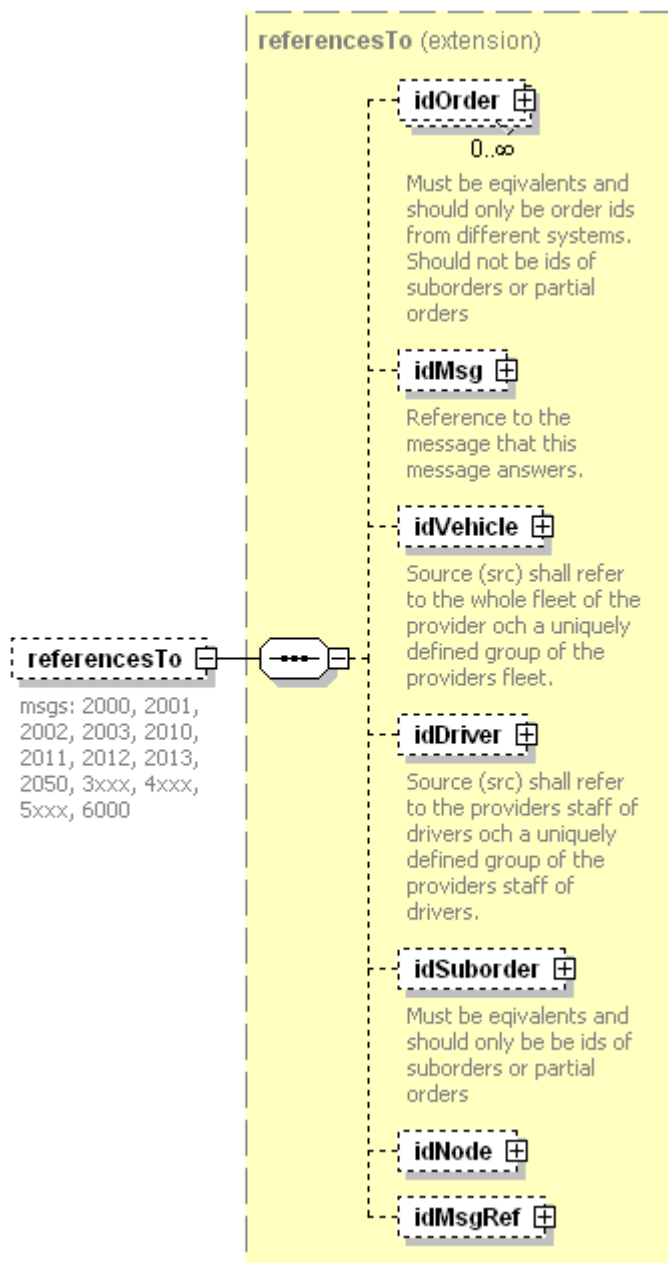 referencesTo (extension)
idOrder
0..∞
Must be eqivalents and
should only be order ids
from different systems.
Should not be ids of
suborders or partial
orders
idMsg
Reference to the
message that this
message answers.
idVehicle
Source (src) shall refer
to the whole fleet of the
provider och a uniquely
defined group of the
providers fleet.
referencesTo
msgs: 2000, 2001,
2002, 2003, 2010,
2011, 2012, 2013,
2050, 3xxx, 4xxx,
5xxx, 6000
idDriver
Source (src) shall refer
to the providers staff of
drivers och a uniquely
defined group of the
providers staff of
drivers.
idSuborder
Must be eqivalents and
should only be be ids of
suborders or partial
orders
idNode
idMsgRef